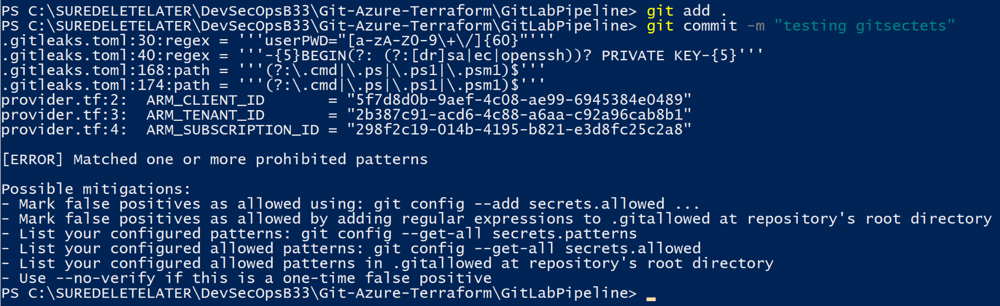 PS C:\SUREDELETELATER\DevSecOpsB33\Git-Azure-Terraform\GitLabPipeline> git add .
PS C:\SUREDELETELATER\DevSecOpsB33\Git-Azure-Terraform\GitLabPipeline> git commit -m "testing gitsectets"
.gitleaks.toml:30:regex = '''userPWD="[a-zA-Z0-9\+\/]{60}"'''
.gitleaks.toml:40:regex = '''-{5}BEGIN(?: (?:[dr]sa|ec|openssh))? PRIVATE KEY-{5}'''
.gitleaks.toml:168:path = '''(?:\.cmd|\.ps|\.ps1|\.psm1)$'''
.gitleaks.toml:174:path = '''(?:\.cmd|\.ps|\.ps1|\.psm1)$'''
provider.tf:2:  ARM_CLIENT_ID       = "5f7d8d0b-9aef-4c08-ae99-6945384e0489"
provider.tf:3:  ARM_TENANT_ID       = "2b387c91-acd6-4c88-a6aa-c92a96cab8b1"
provider.tf:4:  ARM_SUBSCRIPTION_ID = "298f2c19-014b-4195-b821-e3d8fc25c2a8"
[ERROR] Matched one or more prohibited patterns
Possible mitigations:
- Mark false positives as allowed using: git config --add secrets.allowed ...
- Mark false positives as allowed by adding regular expressions to .gitallowed at repository's root directory
- List your configured patterns: git config --get-all secrets.patterns
- List your configured allowed patterns: git config --get-all secrets.allowed
- List your configured allowed patterns in .gitallowed at repository's root directory
- Use --no-verify if this is a one-time false positive
PS C:\SUREDELETELATER\DevSecOpsB33\Git-Azure-Terraform\GitLabPipeline>